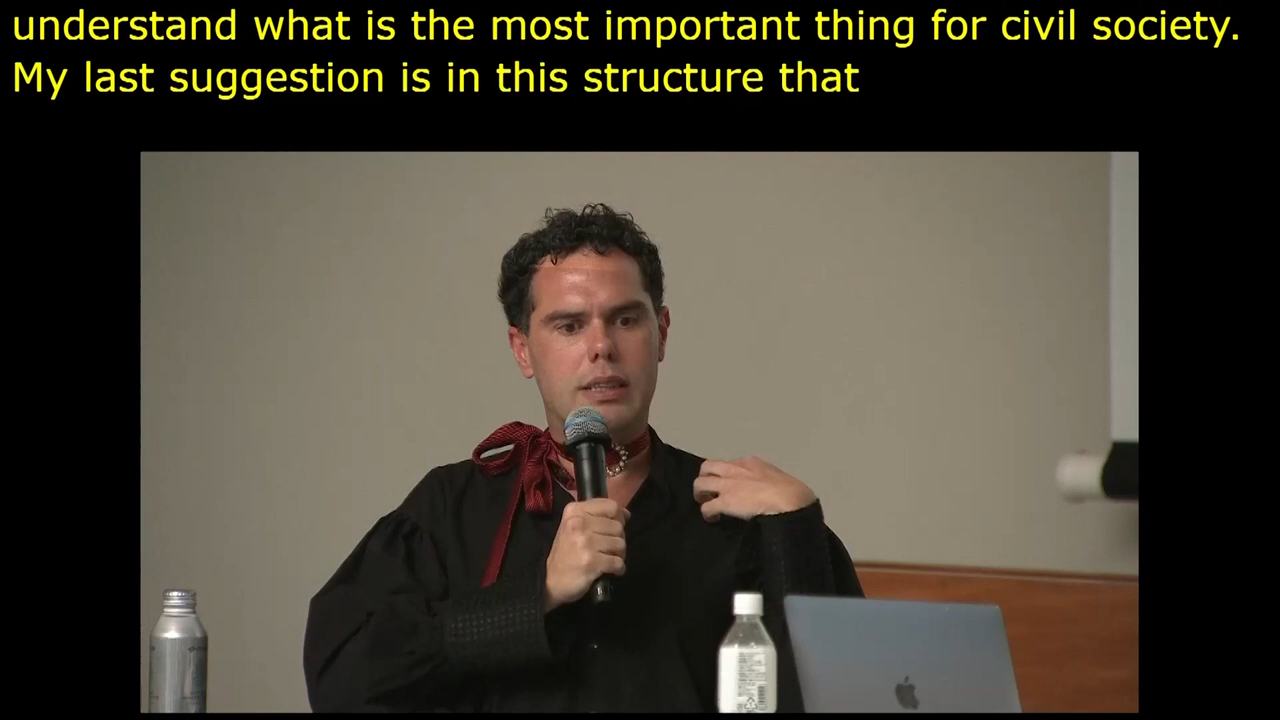 understand what is the most important thing for civil society.
My last suggestion is in this structure that